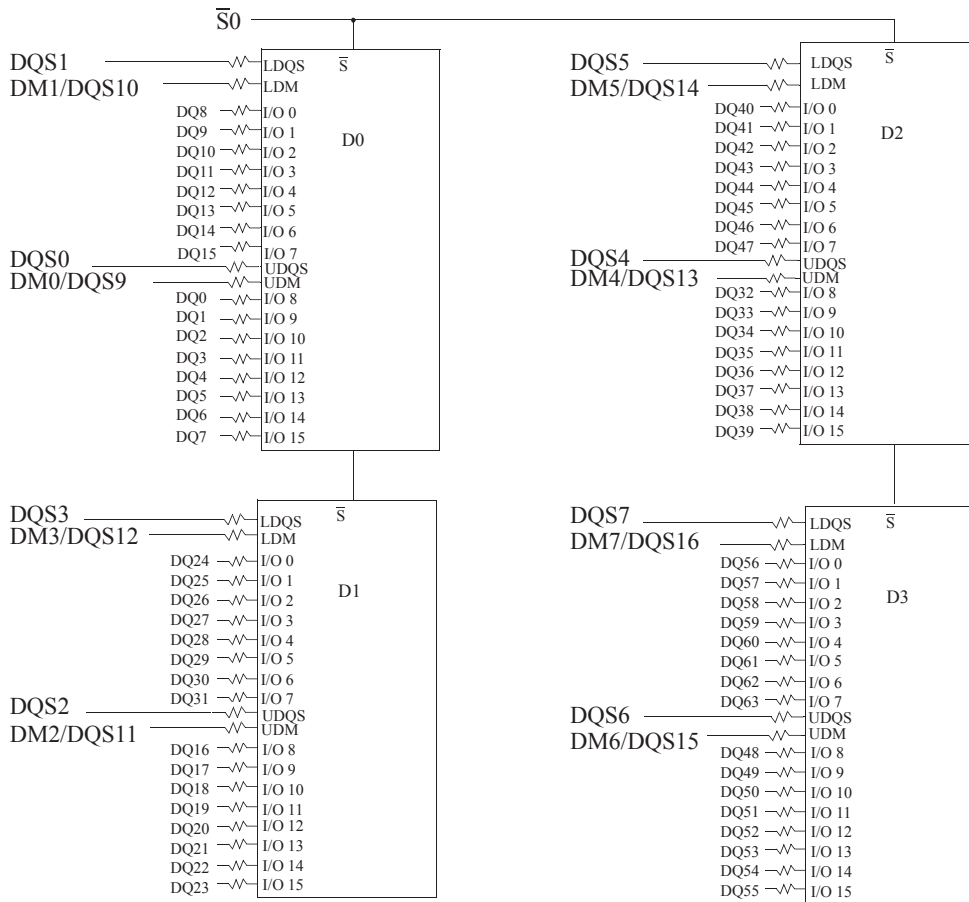 S̅0
DQS1
DM1/DQS10
S̅
LDQS
LDM
D0
DQ8 I/O 0
DQ9 I/O 1
DQ10 I/O 2
DQ11 I/O 3
DQ12 I/O 4
DQ13 I/O 5
DQ14 I/O 6
DQ15 I/O 7
DQS0 UDQS
DM0/DQS9 UDM
DQ0 I/O 8
DQ1 I/O 9
DQ2 I/O 10
DQ3 I/O 11
DQ4 I/O 12
DQ5 I/O 13
DQ6 I/O 14
DQ7 I/O 15
DQS3 LDQS
S̅
DM3/DQS12 LDM
D1
DQ24 I/O 0
DQ25 I/O 1
DQ26 I/O 2
DQ27 I/O 3
DQ28 I/O 4
DQ29 I/O 5
DQ30 I/O 6
DQ31 I/O 7
DQS2 UDQS
DM2/DQS11 UDM
DQ16 I/O 8
DQ17 I/O 9
DQ18 I/O 10
DQ19 I/O 11
DQ20 I/O 12
DQ21 I/O 13
DQ22 I/O 14
DQ23 I/O 15
DQS5 LDQS
S̅
DM5/DQS14 LDM
D2
DQ40 I/O 0
DQ41 I/O 1
DQ42 I/O 2
DQ43 I/O 3
DQ44 I/O 4
DQ45 I/O 5
DQ46 I/O 6
DQ47 I/O 7
DQS4 UDQS
DM4/DQS13 UDM
DQ32 I/O 8
DQ33 I/O 9
DQ34 I/O 10
DQ35 I/O 11
DQ36 I/O 12
DQ37 I/O 13
DQ38 I/O 14
DQ39 I/O 15
DQS7 LDQS
S̅
DM7/DQS16 LDM
D3
DQ56 I/O 0
DQ57 I/O 1
DQ58 I/O 2
DQ59 I/O 3
DQ60 I/O 4
DQ61 I/O 5
DQ62 I/O 6
DQ63 I/O 7
DQS6 UDQS
DM6/DQS15 UDM
DQ48 I/O 8
DQ49 I/O 9
DQ50 I/O 10
DQ51 I/O 11
DQ52 I/O 12
DQ53 I/O 13
DQ54 I/O 14
DQ55 I/O 15